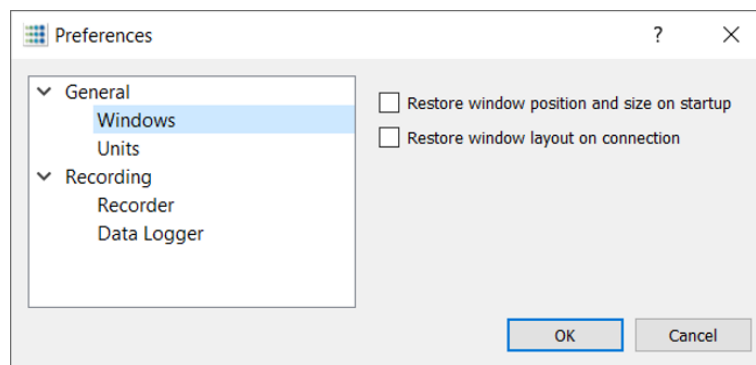 Preferences
?
General
Windows
Units
Recording
Recorder
Data Logger
Restore window position and size on startup
Restore window layout on connection
OK
Cancel